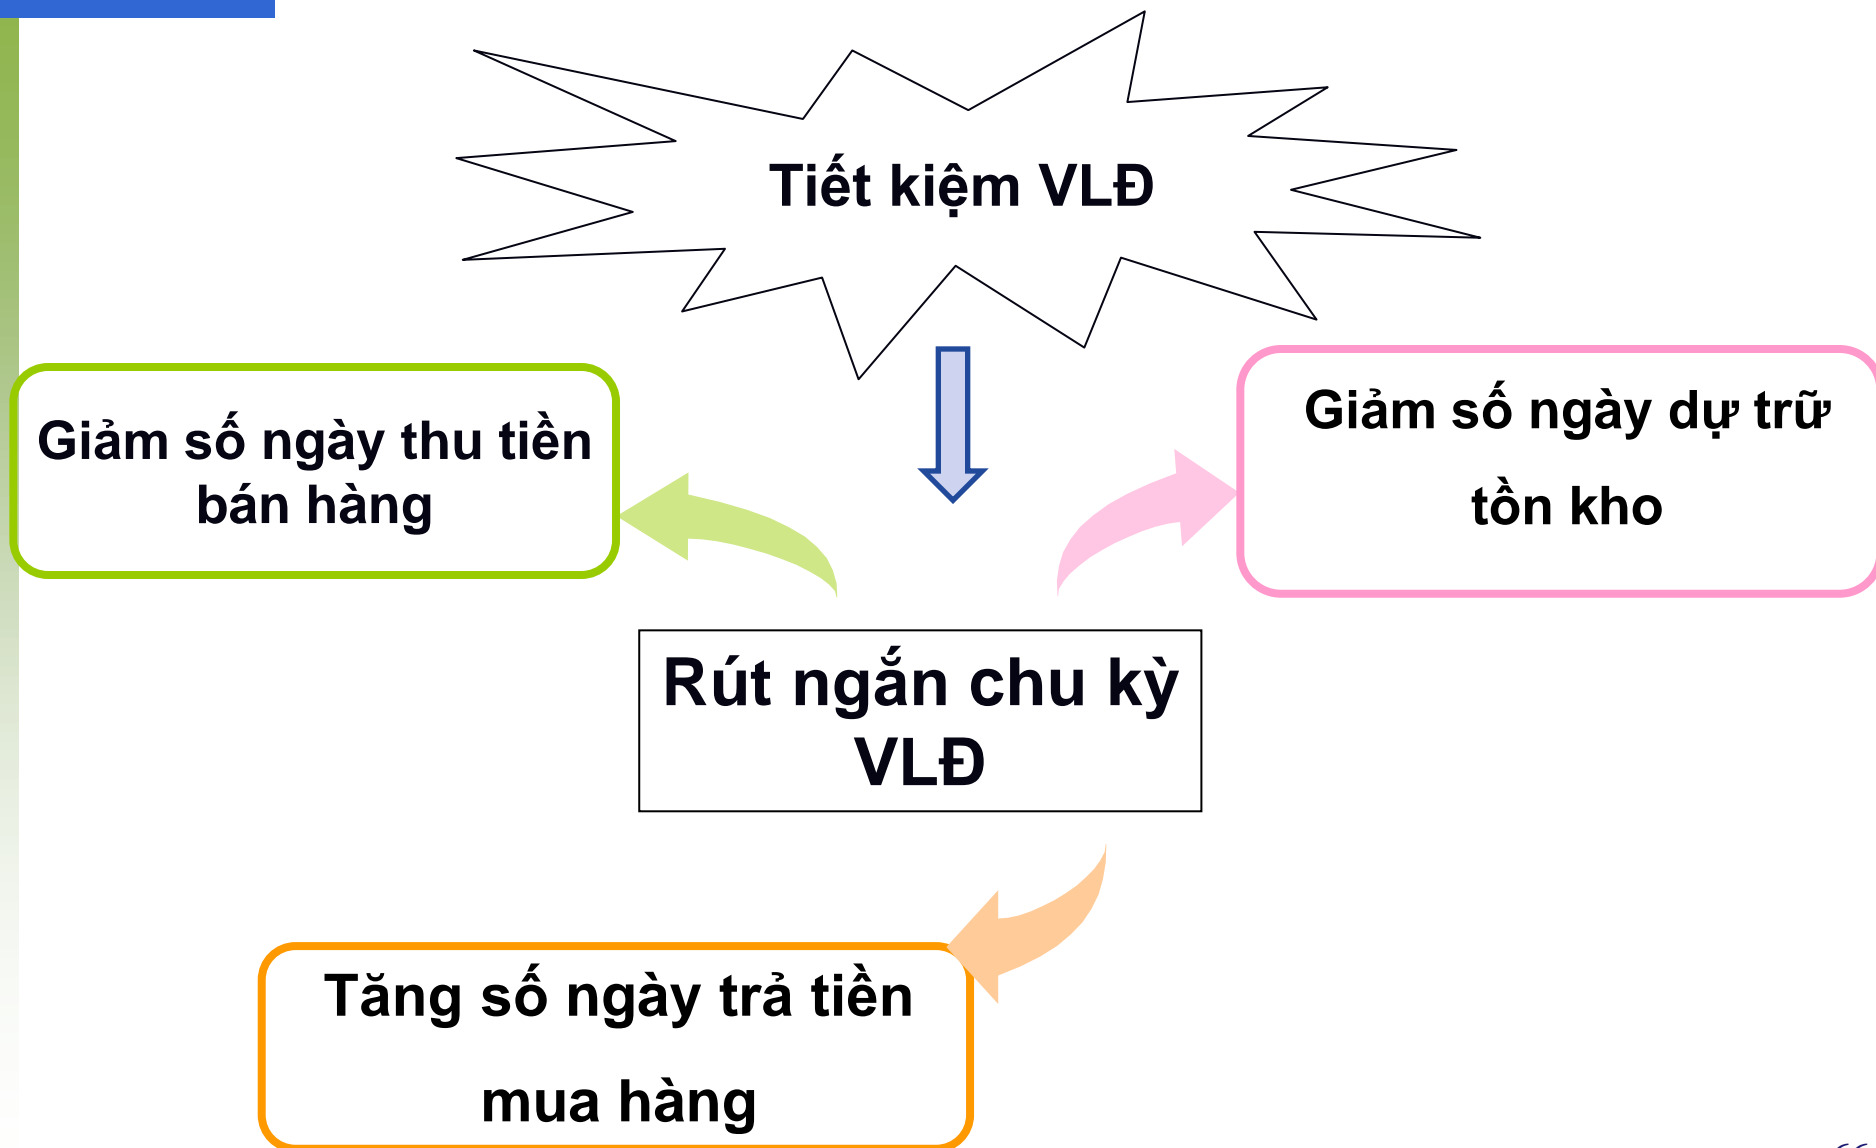 Tiết kiệm VLĐ
Giảm số ngày thu tiền
bán hàng
Giảm số ngày dự trữ
tồn kho
Rút ngắn chu kỳ
VLĐ
Tăng số ngày trả tiền
mua hàng